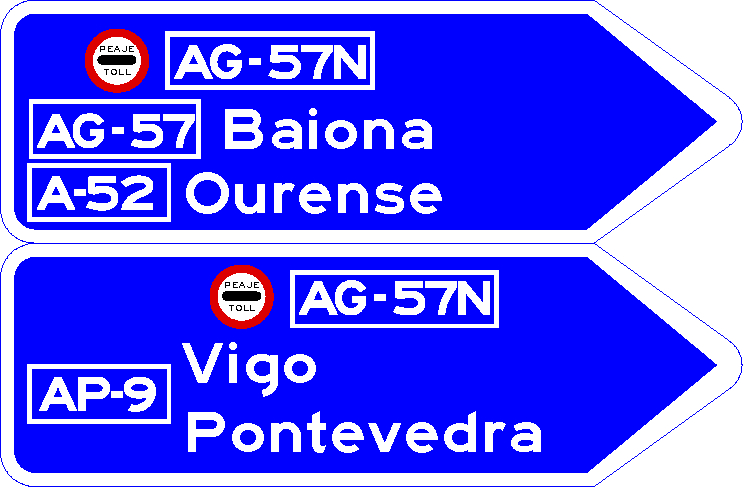 PEAJE
TOLL
AG-57N
AG-57 Baiona
A-52 Ourense
PEAJE
TOLL
AG-57N
Vigo
AP-9
Pontevedra